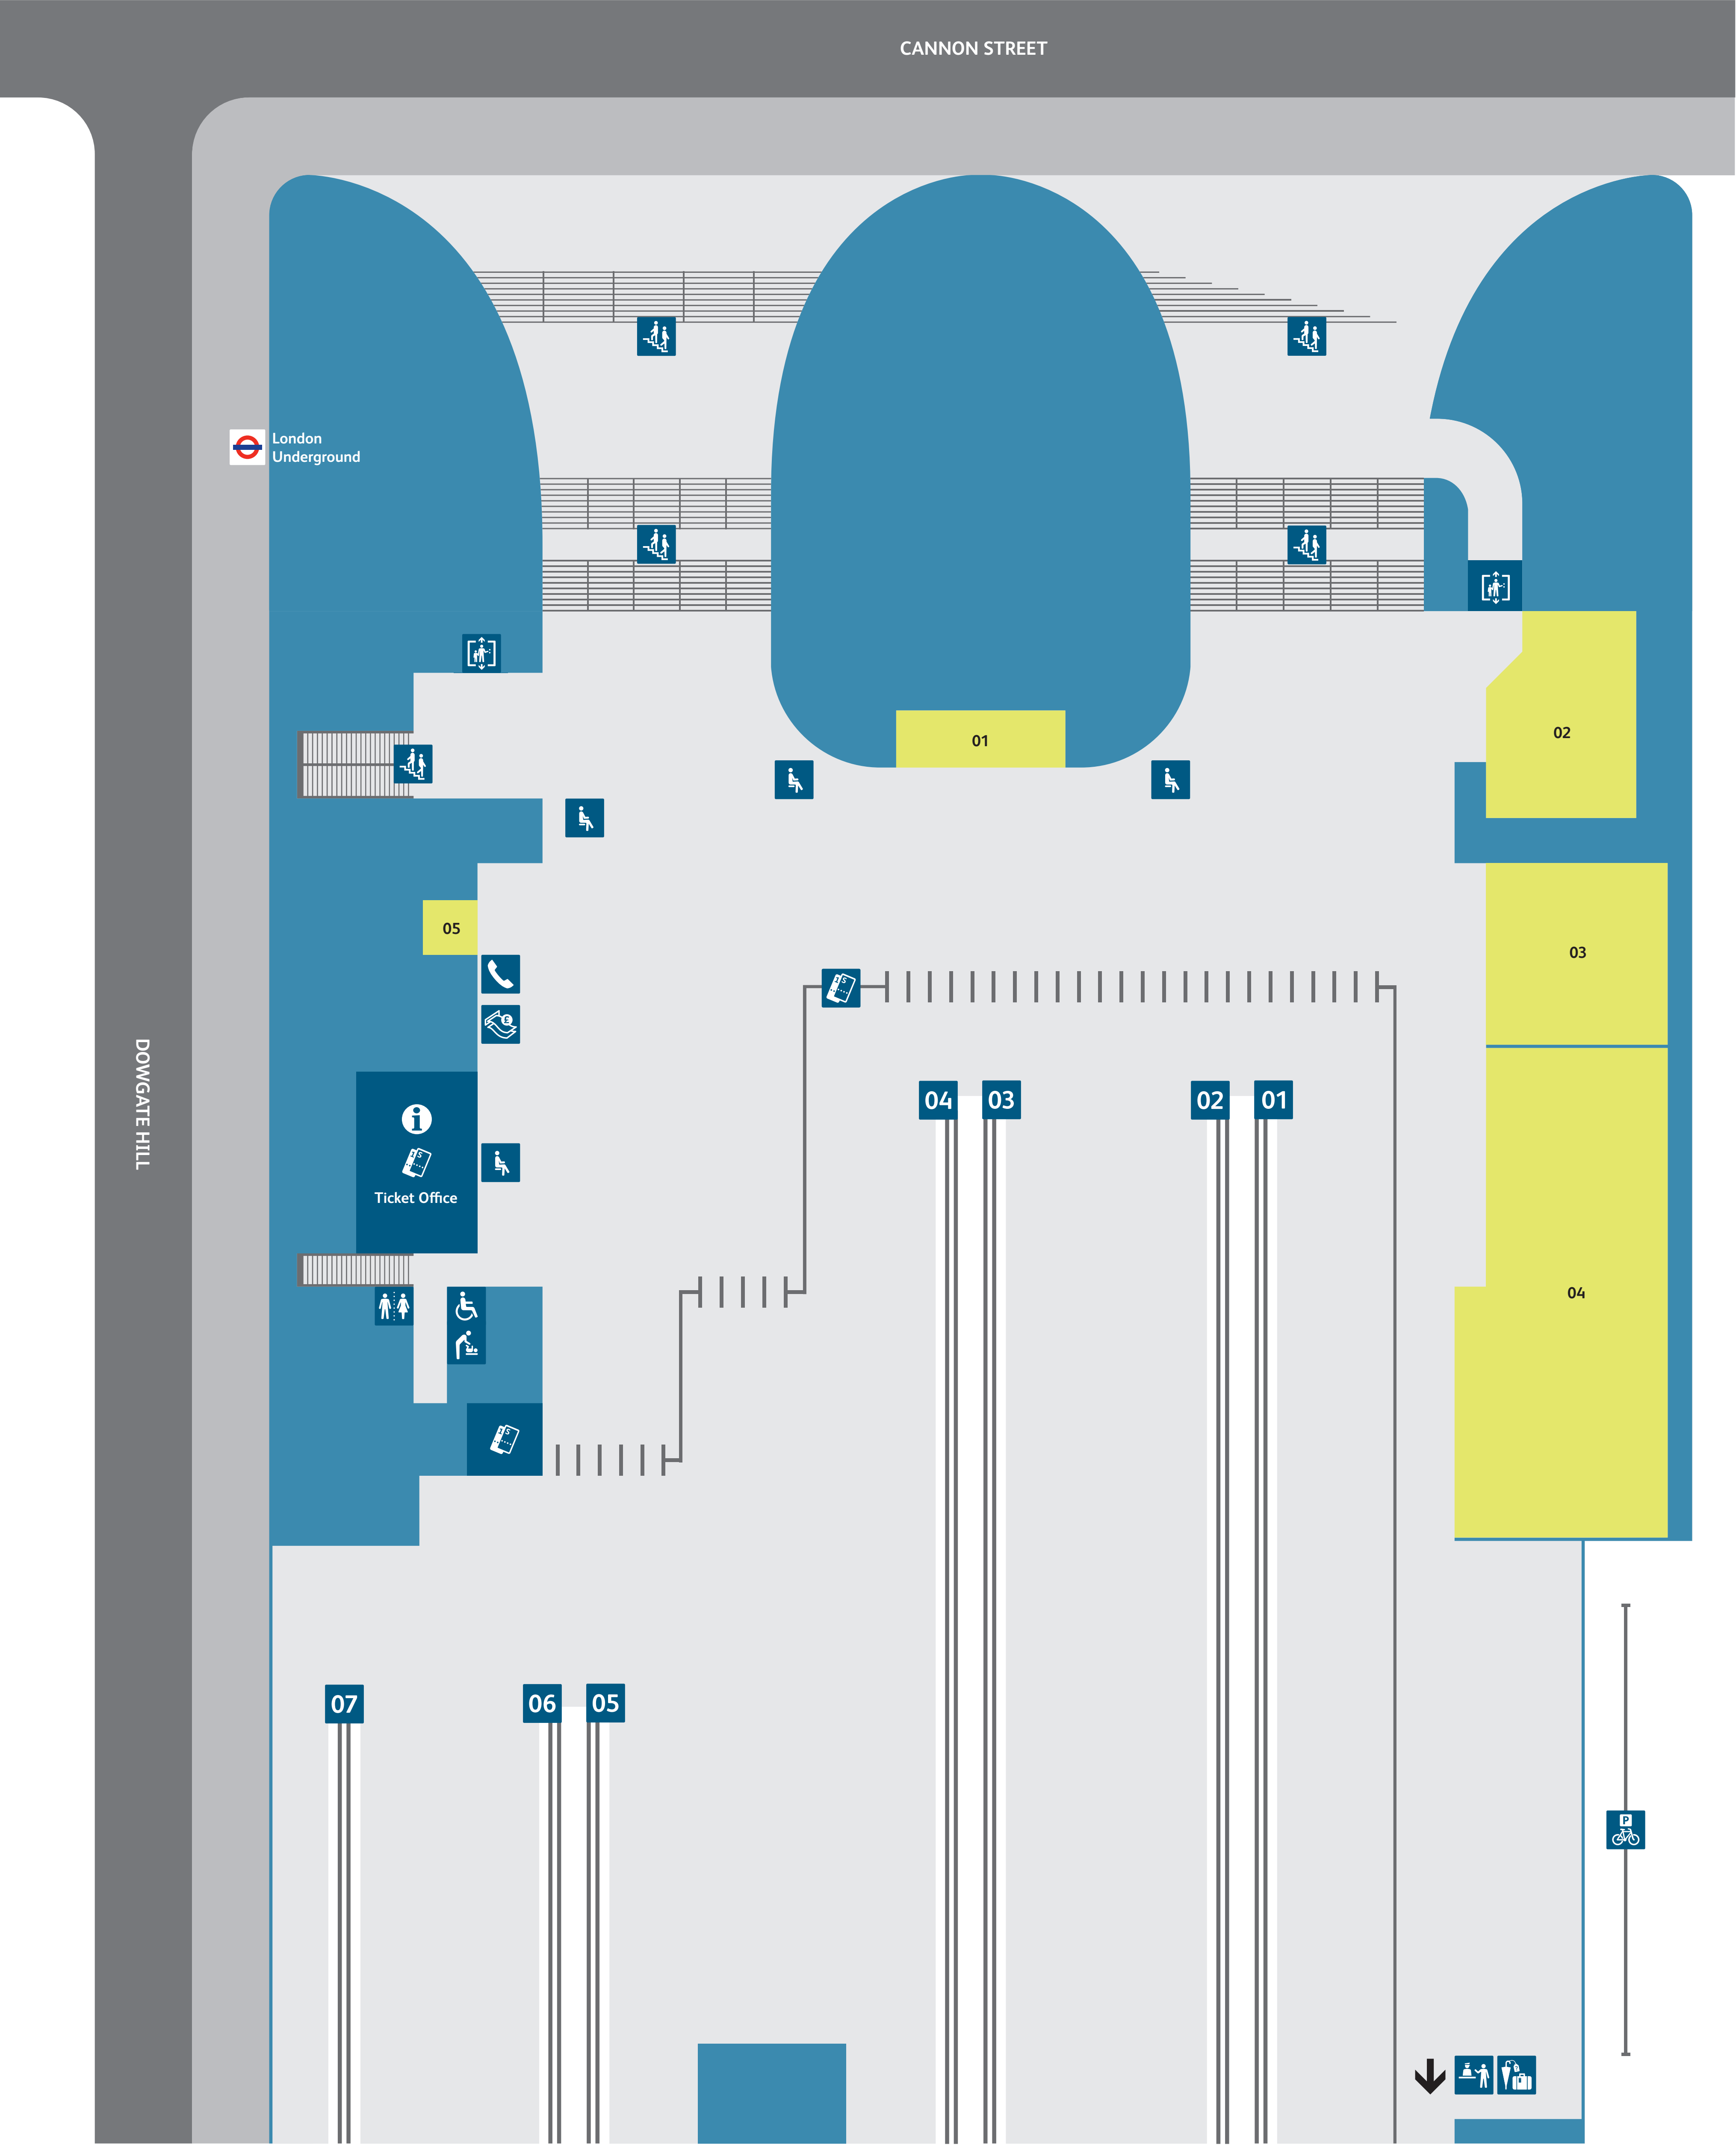 CANNON STREET
London
Underground
01
02
05
03
DOWGATE HILL
04
03
02
01
Ticket Office
04
07
06
05
P